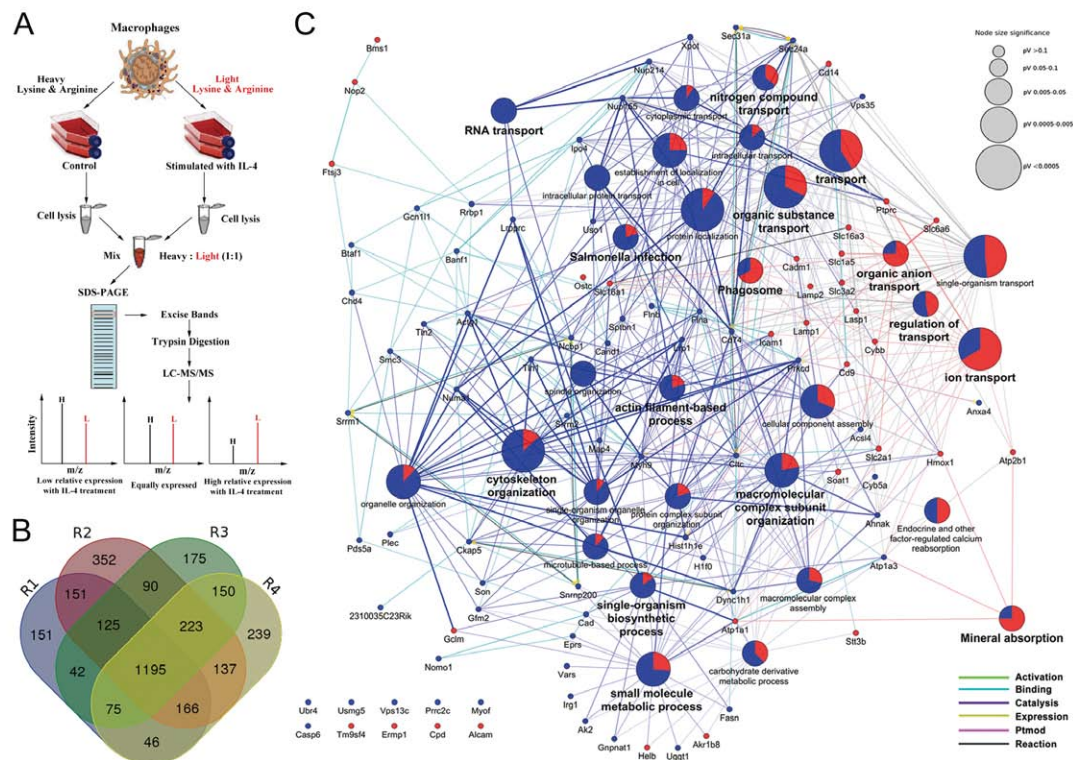 A
Macrophages
Heavy
Lysine & Arginine
Light
Lysine & Arginine
Control
Stimulated with IL-4
Cell lysis
Cell lysis
Mix
Heavy : Light (1:1)
SDS-PAGE
Excise Bands
Trypsin Digestion
LC-MS/MS
Intensity
H
L
H
L
H
L
m/z
m/z
m/z
Low relative expression
with IL-4 treatment
Equally expressed
High relative expression
with IL-4 treatment
B
R1
R2
R3
R4
352
175
151
90
150
151
125
223
239
42
1195
137
75
166
46
C
Node size significance
pV >0.1
pV 0.05-0.1
pV 0.005-0.05
pV 0.0005-0.005
pV <0.0005
Bms1
Nop2
Ftsj3
Xpot
Nup214
Sec31a
Sec24a
Cd14
Vps35
Nup155
nitrogen compound
transport
cytoplasmic transport
RNA transport
Ipo4
intracellular transport
establishment of localization
in cell
transport
intracellular protein transport
organic substance
transport
Ptprc
Gcn1l1
Rrbp1
Lrpprc
Uso1
protein localization
Slc16a3
Slc6a6
Btaf1
Banf1
Salmonella infection
Cadm1
Slc1a5
organic anion
transport
single-organism transport
Chd4
Ostc
Slc16a1
Phagosome
Lamp2
Slc3a2
Tln2
Actg1
Sptbn1
Flnb
Flna
Lamp1
Lasp1
regulation of
transport
Smc3
Ncbp1
Cand1
Lrp1
Icam1
Cybb
Tln1
Prkcd
Cd9
ion transport
spindle organization
Numa1
actin filament-based
process
Srrm1
Srrm2
cellular component assembly
Anxa4
Map4
Acsl4
Myh9
Cltc
Slc2a1
cytoskeleton
organization
Hmox1
Atp2b1
organelle organization
macromolecular
complex subunit
organization
Soat1
Cyb5a
single-organism organelle
organization
protein complex subunit
organization
Ahnak
Endocrine and other
factor-regulated calcium
reabsorption
Pds5a
Plec
Ckap5
Hist1h1e
microtubule-based process
H1f0
Atp1a3
Son
Snrnp200
single-organism
biosynthetic
process
Dync1h1
macromolecular complex
assembly
2310035C23Rik
Gfm2
Cad
Mineral absorption
Gclm
Atp1a1
Stt3b
Eprs
Nomo1
Vars
small molecule
metabolic process
carbohydrate derivative
metabolic process
Irg1
Fasn
Ak2
Gnpnat1
Helb
Uggt1
Akr1b8
Ubr4
Usmg5
Vps13c
Prrc2c
Myof
Casp6
Tm9sf4
Ermp1
Cpd
Alcam
Activation
Binding
Catalysis
Expression
Ptmod
Reaction